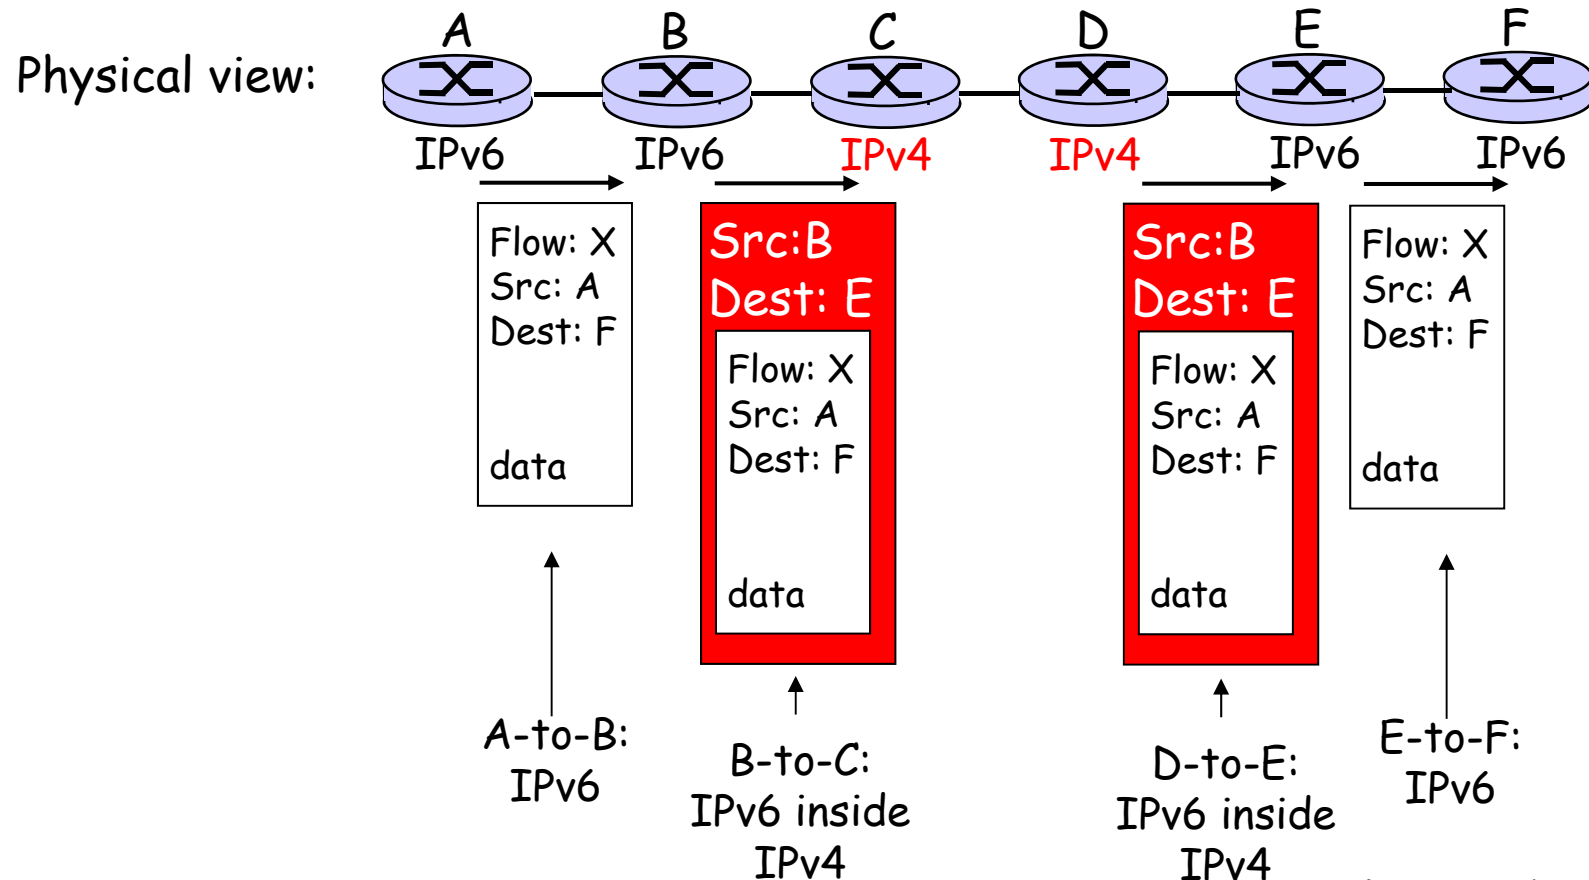 A B C D E F
Physical view:
IPv6 IPv6 IPv4 IPv4 IPv6 IPv6
Flow: X
Src: A
Dest: F
data
Src:B
Dest: E
Flow: X
Src: A
Dest: F
data
Src:B
Dest: E
Flow: X
Src: A
Dest: F
data
Flow: X
Src: A
Dest: F
data
A-to-B:
IPv6
B-to-C:
IPv6 inside
IPv4
D-to-E:
IPv6 inside
IPv4
E-to-F:
IPv6